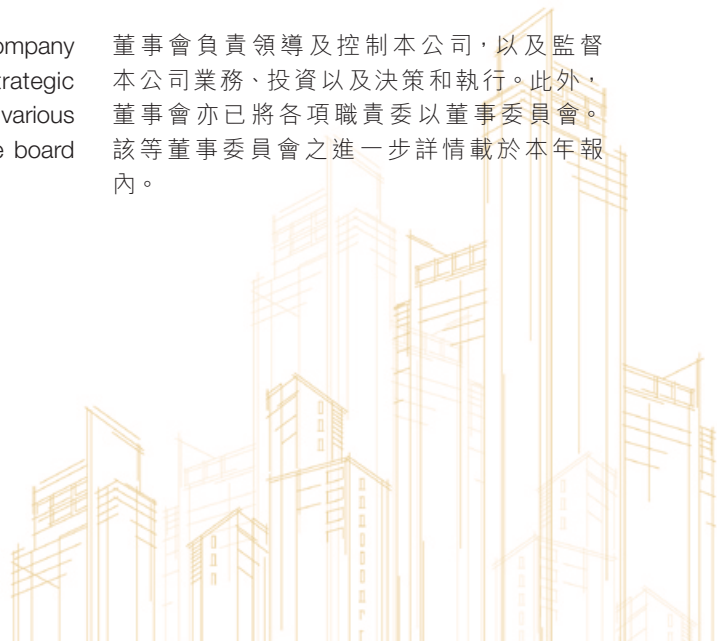 ompany
trategic
various
board
董事會負責領導及控制本公司，以及監督
本公司業務、投資以及決策和執行。此外，
董事會亦已將各項職責委以董事委員會。
該等董事委員會之進一步詳情載於本年報
內。